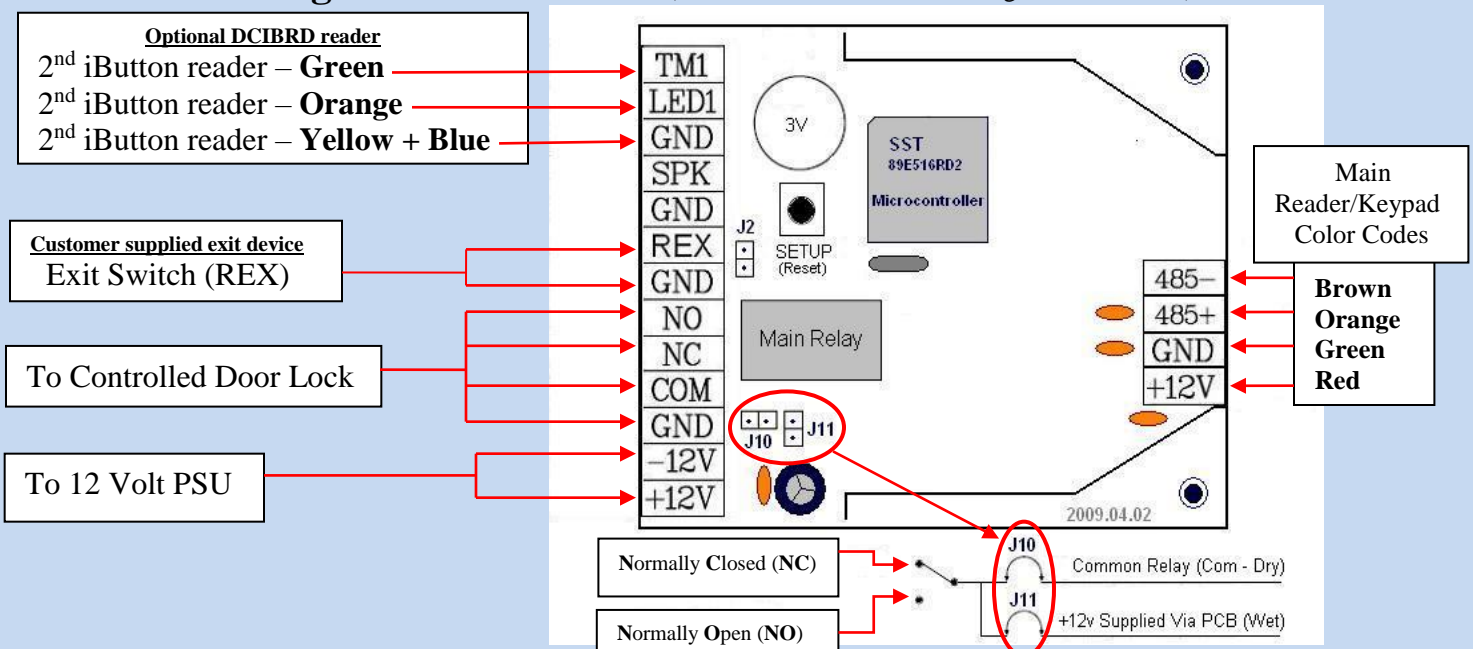 Optional DCIBRD reader
2nd iButton reader – Green
2nd iButton reader – Orange
2nd iButton reader – Yellow + Blue
Customer supplied exit device
Exit Switch (REX)
To Controlled Door Lock
To 12 Volt PSU
TM1
LED1
GND
SPK
GND
REX
GND
NO
NC
COM
GND
-12V
+12V
3V
SST
89E516RD2
Microcontroller
J2
SETUP
(Reset)
Main Relay
J10
J11
2009.04.02
485-
485+
GND
+12V
Main
Reader/Keypad
Color Codes
Brown
Orange
Green
Red
Normally Closed (NC)
Normally Open (NO)
J10
Common Relay (Com - Dry)
J11
+12v Supplied Via PCB (Wet)